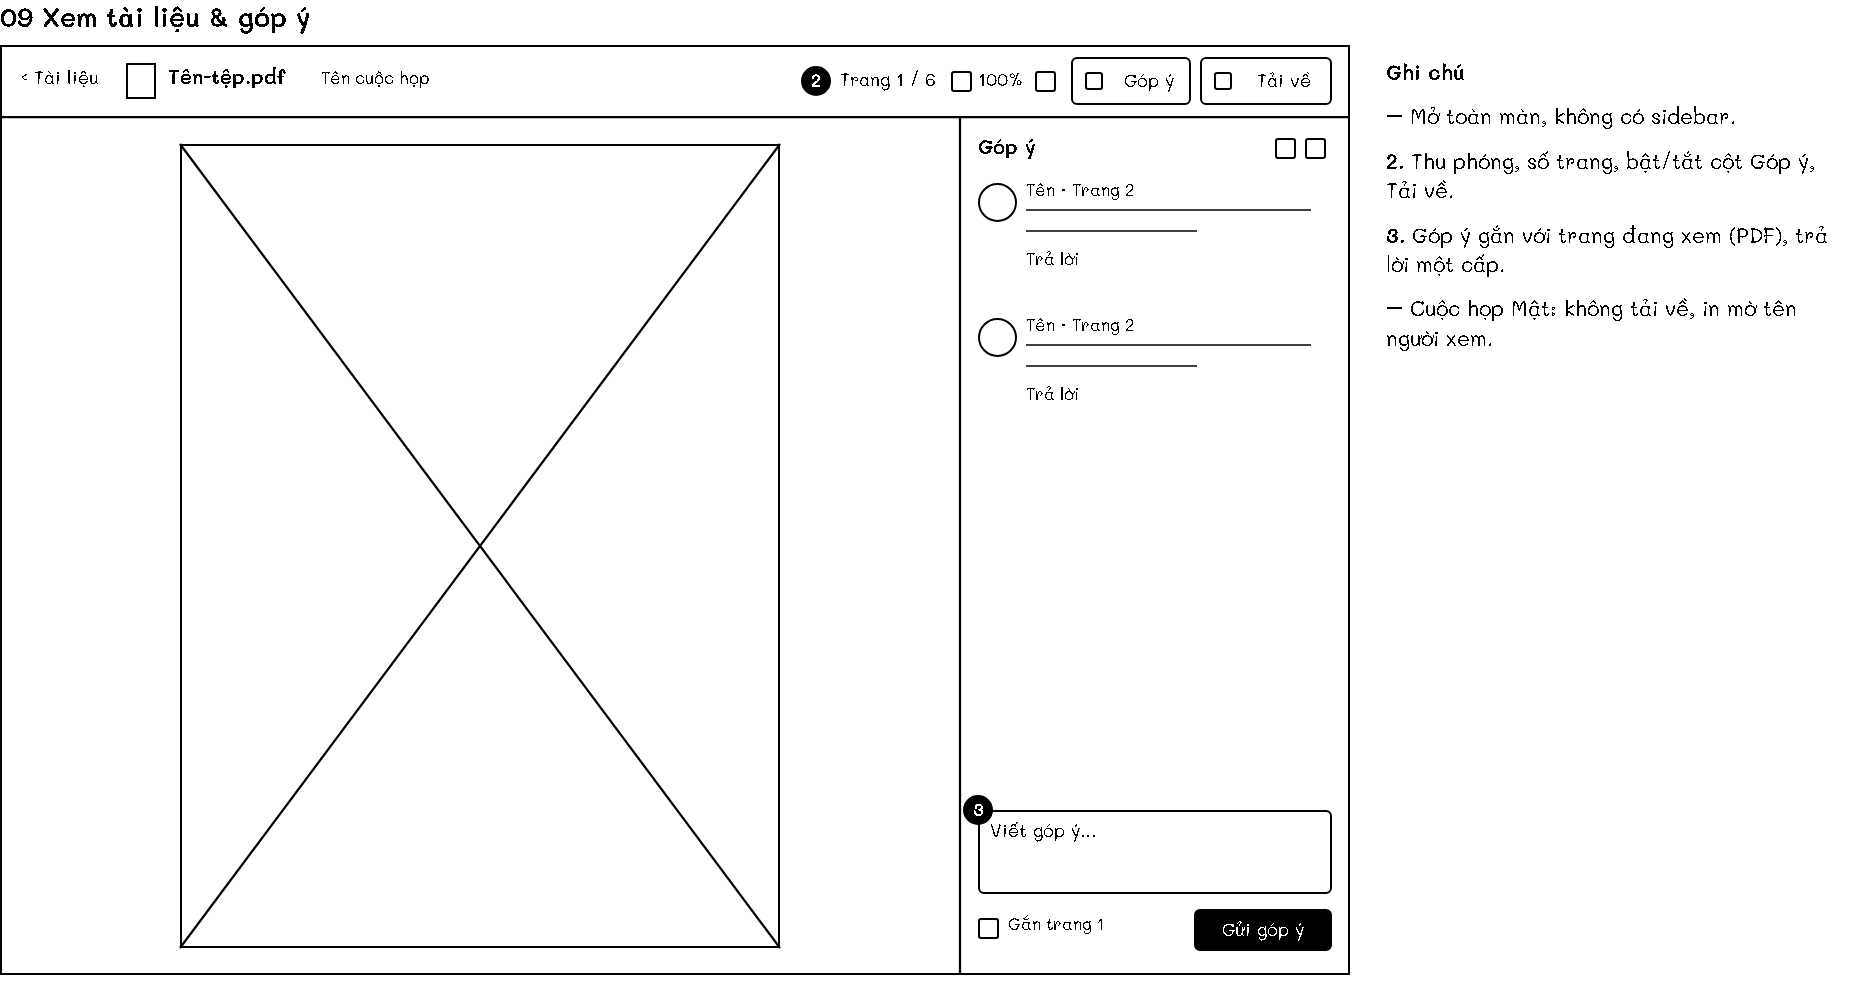 09 Xem tài liệu & góp ý
< Tài liệu
Tên-tệp.pdf
Tên cuộc họp
2
Trang 1 / 6
100%
Góp ý
Tải về
Góp ý
Tên · Trang 2
Trả lời
Tên · Trang 2
Trả lời
3
Viết góp ý...
Gắn trang 1
Gửi góp ý
Ghi chú
— Mở toàn màn, không có sidebar.
2. Thu phóng, số trang, bật/tắt cột Góp ý,
Tải về.
3. Góp ý gắn với trang đang xem (PDF), trả
lời một cấp.
— Cuộc họp Mật: không tải về, in mờ tên
người xem.